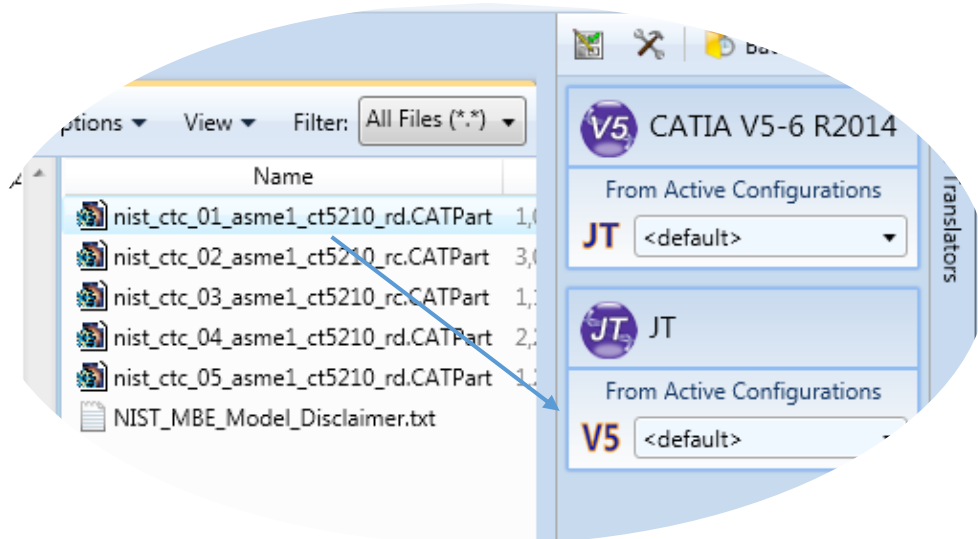 View
Filter:
All Files (*.*)
Name
nist_ctc_01_asme1_ct5210_rd.CATPart
nist_ctc_02_asme1_ct5210_rc.CATPart
nist_ctc_03_asme1_ct5210_rc.CATPart
nist_ctc_04_asme1_ct5210_rd.CATPart
nist_ctc_05_asme1_ct5210_rd.CATPart
NIST_MBE_Model_Disclaimer.txt
V5 CATIA V5-6 R2014
From Active Configurations
JT <default>
JT JT
From Active Configurations
V5 <default>
Translators